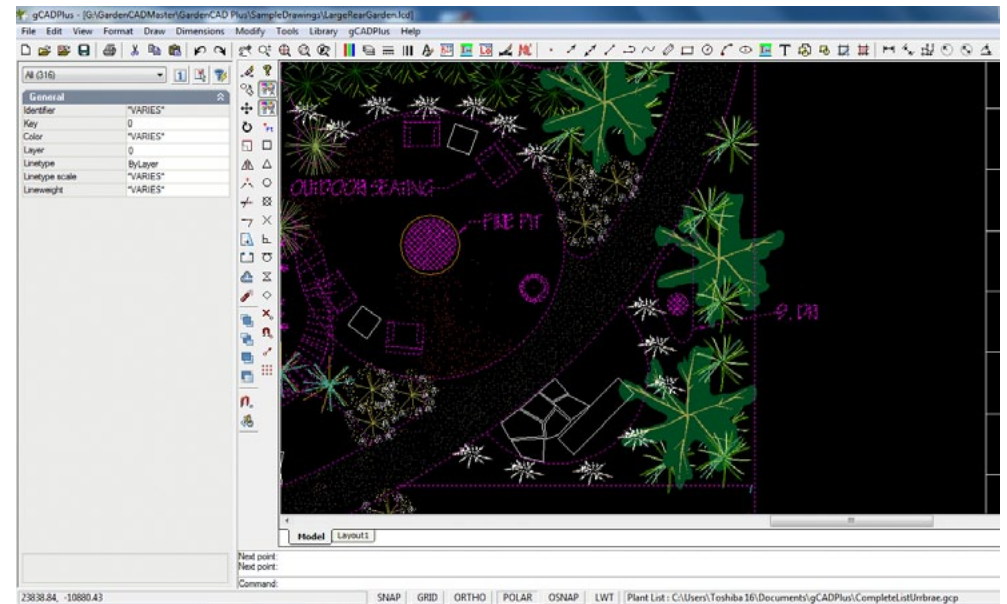 gCADPlus - [G:\GardenCADMaster\GardenCAD Plus\SampleDrawings\LargeRearGarden.lcd]
File Edit View Format Draw Dimensions Modify Tools Library gCADPlus Help
All (316)
General
Identifier *VARIES*
Key 0
Color *VARIES*
Layer 0
Linetype ByLayer
Linetype scale *VARIES*
Lineweight *VARIES*
OUTDOOR SEATING
FIRE PIT
Model Layout1
Next point:
Next point:
Command:
23838.84, -10880.43 SNAP GRID ORTHO POLAR OSNAP LWT Plant List : C:\Users\Toshiba 16\Documents\gCADPlus\CompleteListUrrbrae.gcp